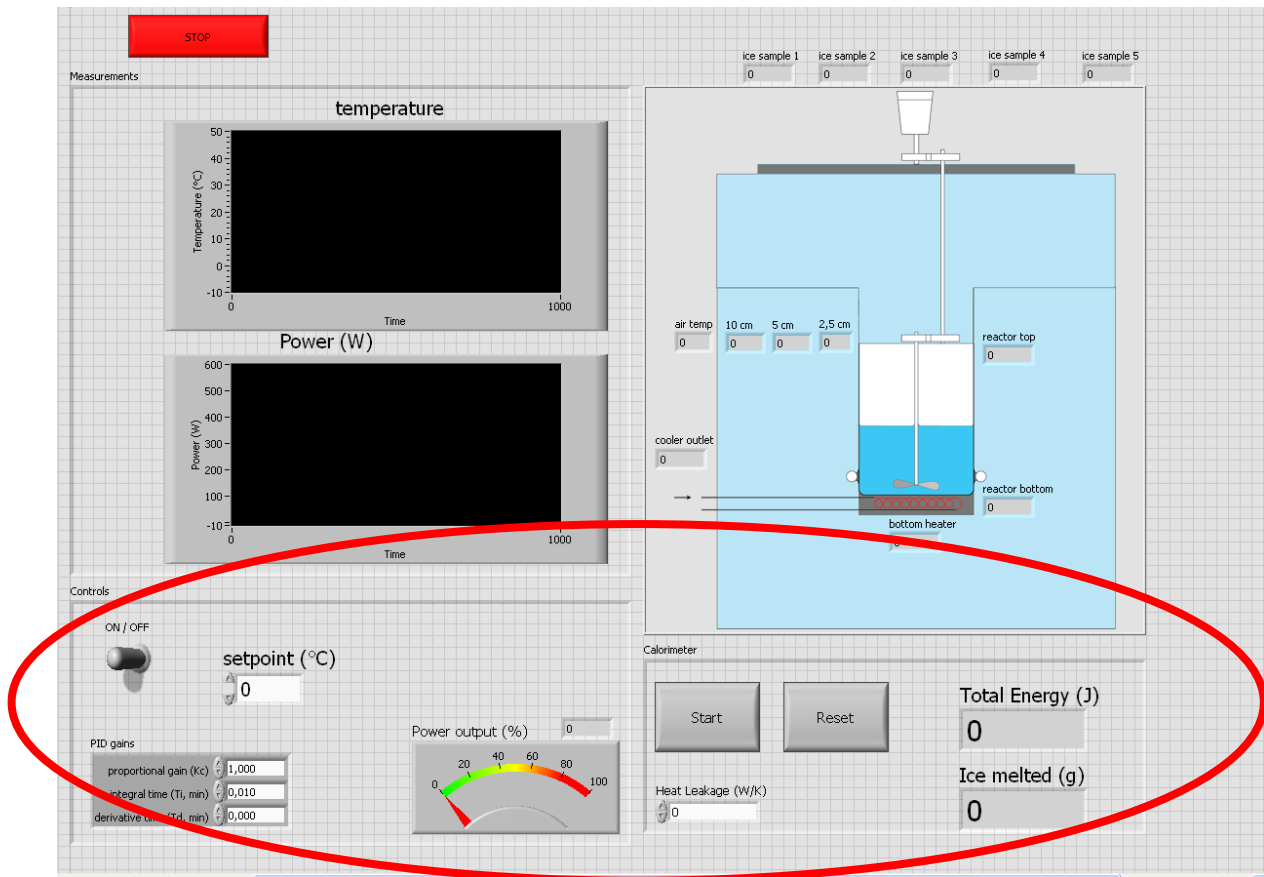 STOP
ice sample 1
0
ice sample 2
0
ice sample 3
0
ice sample 4
0
ice sample 5
0
Measurements
temperature
Temperature (°C)
50
40
30
20
10
0
-10
0
1000
Time
Power (W)
Power (W)
600
500
400
300
200
100
-10
0
1000
Time
air temp
0
10 cm
0
5 cm
0
2,5 cm
0
reactor top
0
cooler outlet
0
reactor bottom
0
bottom heater
Controls
ON / OFF
setpoint (°C)
0
PID gains
proportional gain (Kc) 1,000
integral time (Ti, min) 0,010
derivative time (Td, min) 0,000
Power output (%)
0
0
20
40
60
80
100
Calorimeter
Start
Reset
Heat Leakage (W/K)
0
Total Energy (J)
0
Ice melted (g)
0